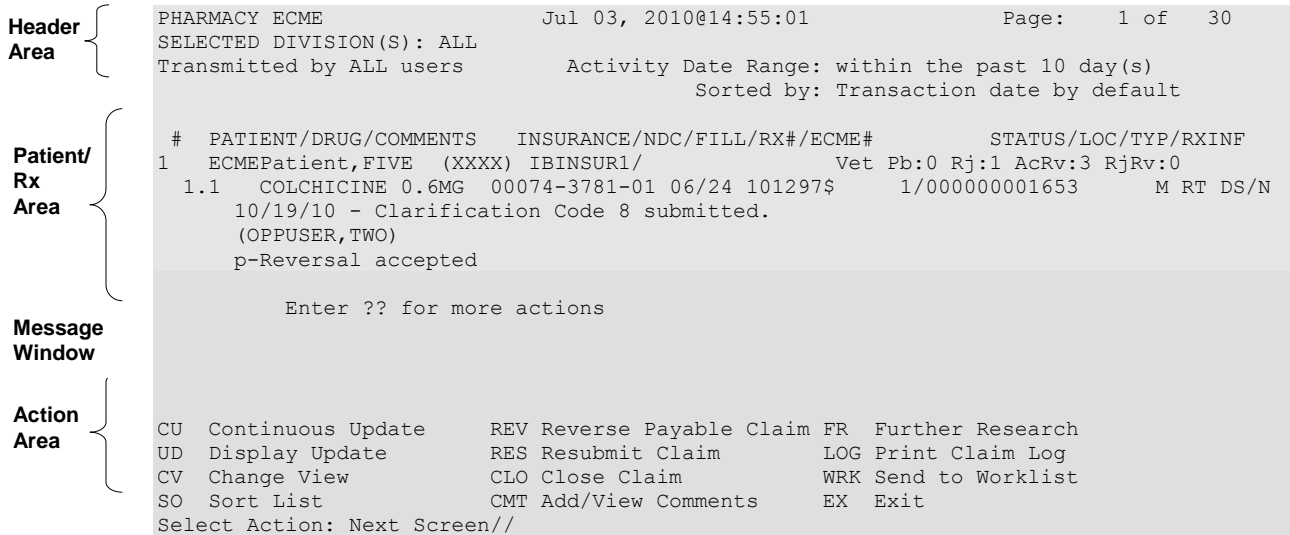 Header Area
PHARMACY ECME Jul 03, 2010@14:55:01 Page: 1 of 30
SELECTED DIVISION(S): ALL
Transmitted by ALL users Activity Date Range: within the past 10 day(s)
Sorted by: Transaction date by default
Patient/ Rx Area
# PATIENT/DRUG/COMMENTS INSURANCE/NDC/FILL/RX#/ECME# STATUS/LOC/TYP/RXINF
1 ECMEPatient,FIVE (XXXX) IBINSUR1/ Vet Pb:0 Rj:1 AcRv:3 RjRv:0
1.1 COLCHICINE 0.6MG 00074-3781-01 06/24 101297$ 1/000000001653 M RT DS/N
10/19/10 - Clarification Code 8 submitted.
(OPPUSER,TWO)
p-Reversal accepted
Message Window
Enter ?? for more actions
Action Area
CU Continuous Update REV Reverse Payable Claim FR Further Research
UD Display Update RES Resubmit Claim LOG Print Claim Log
CV Change View CLO Close Claim WRK Send to Worklist
SO Sort List CMT Add/View Comments EX Exit
Select Action: Next Screen//